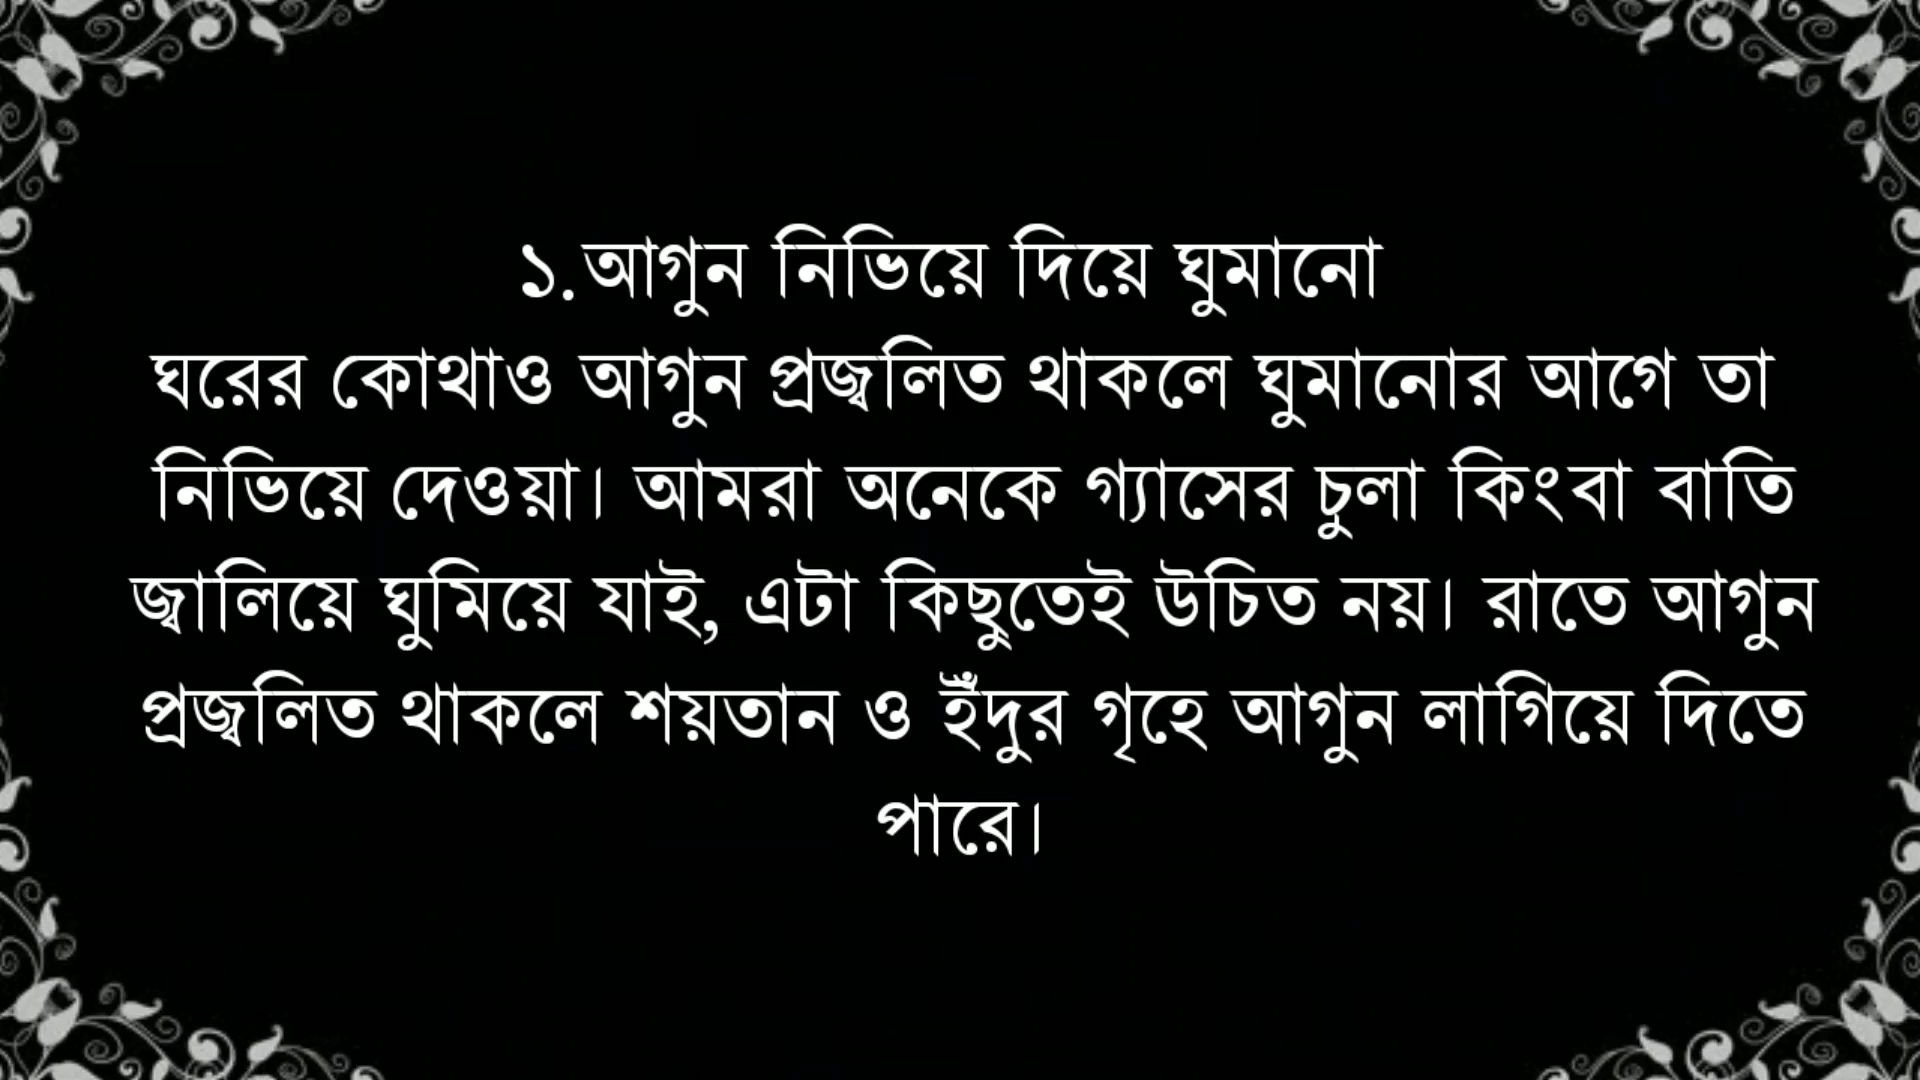 ১.আগুন নিভিয়ে দিয়ে ঘুমানো
ঘরের কোথাও আগুন প্রজ্বলিত থাকলে ঘুমানোর আগে তা
নিভিয়ে দেওয়া। আমরা অনেকে গ্যাসের চুলা কিংবা বাতি
জ্বালিয়ে ঘুমিয়ে যাই, এটা কিছুতেই উচিত নয়। রাতে আগুন
প্রজ্বলিত থাকলে শয়তান ও ইঁদুর গৃহে আগুন লাগিয়ে দিতে
পারে।